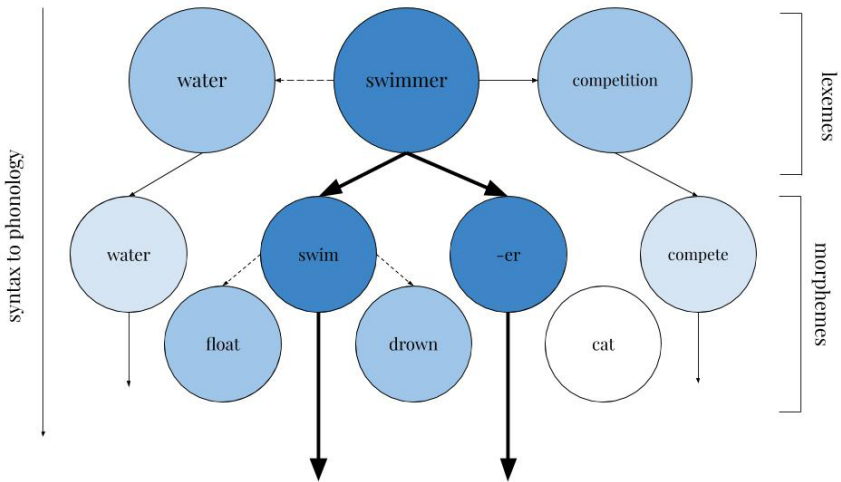 water
swimmer
competition
lexemes
syntax to phonology
water
swim
-er
compete
morphemes
float
drown
cat